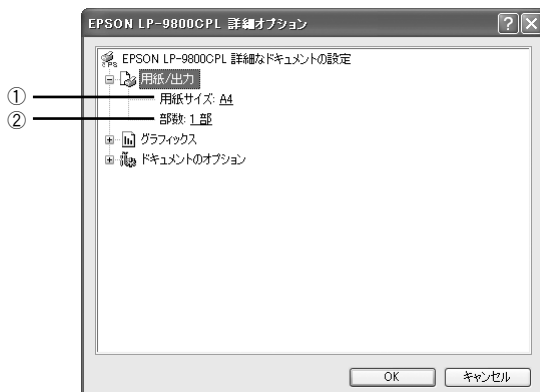 EPSON LP-9800CPL 詳細オプション
EPSON LP-9800CPL 詳細なドキュメントの設定
用紙/出力
① 用紙サイズ: A4
② 部数: 1 部
グラフィックス
ドキュメントのオプション
OK キャンセル